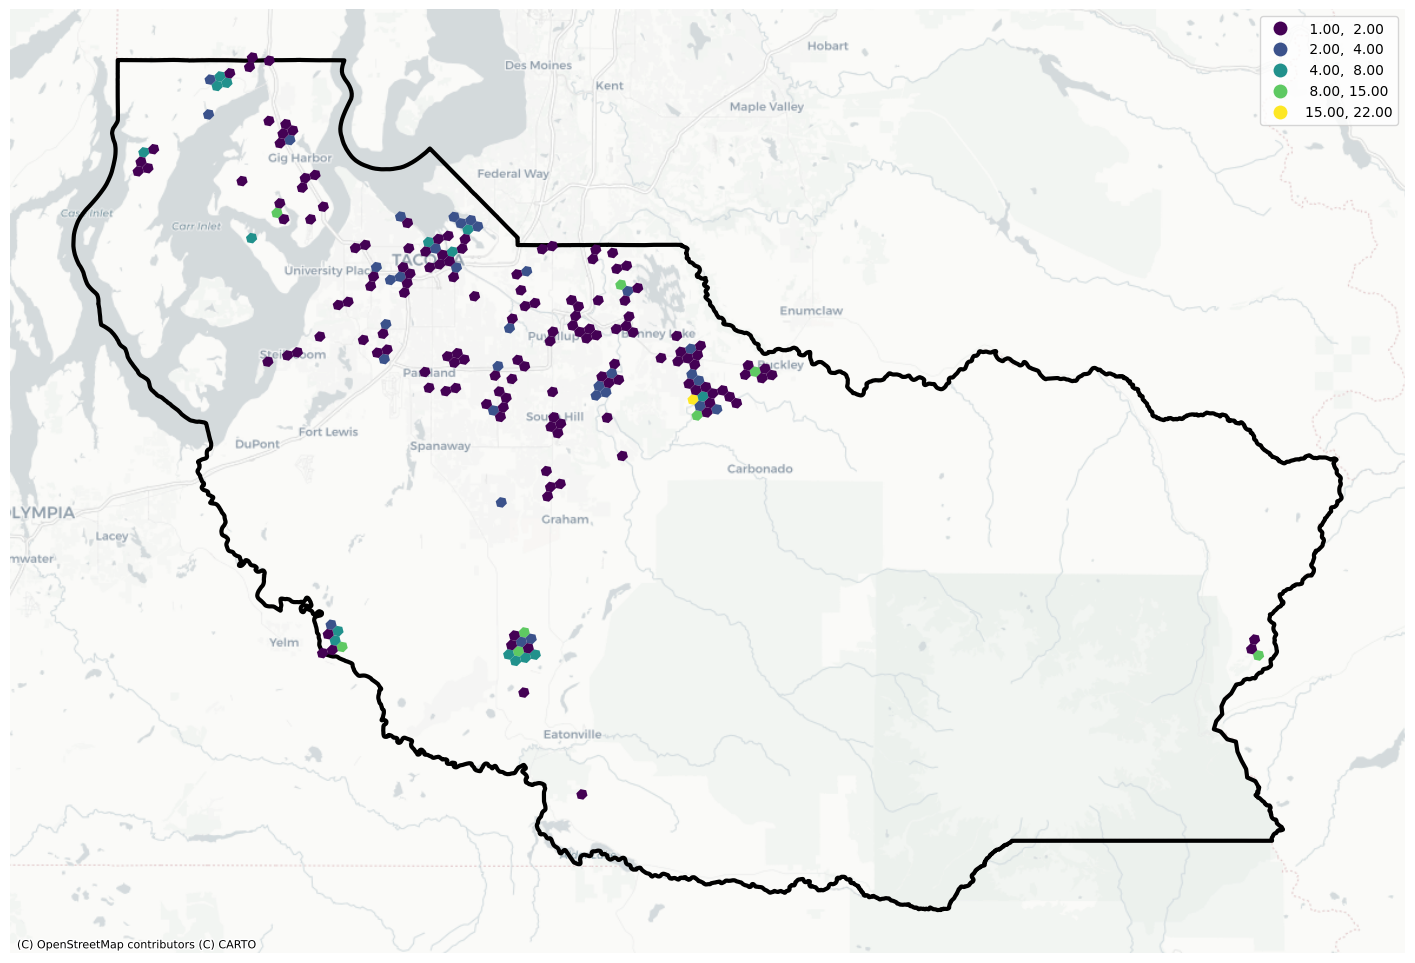 Hobart
Des Moines
Kent
Maple Valley
1.00, 2.00
2.00, 4.00
4.00, 8.00
8.00, 15.00
15.00, 22.00
Gig Harbor
Federal Way
Carr Inlet
Carr Inlet
TACOMA
University Place
Enumclaw
Puyallup
Bonney Lake
Steilacoom
Parkland
Buckley
South Hill
Fort Lewis
DuPont
Spanaway
Carbonado
OLYMPIA
Graham
Lacey
mwater
Yelm
Eatonville
(C) OpenStreetMap contributors (C) CARTO